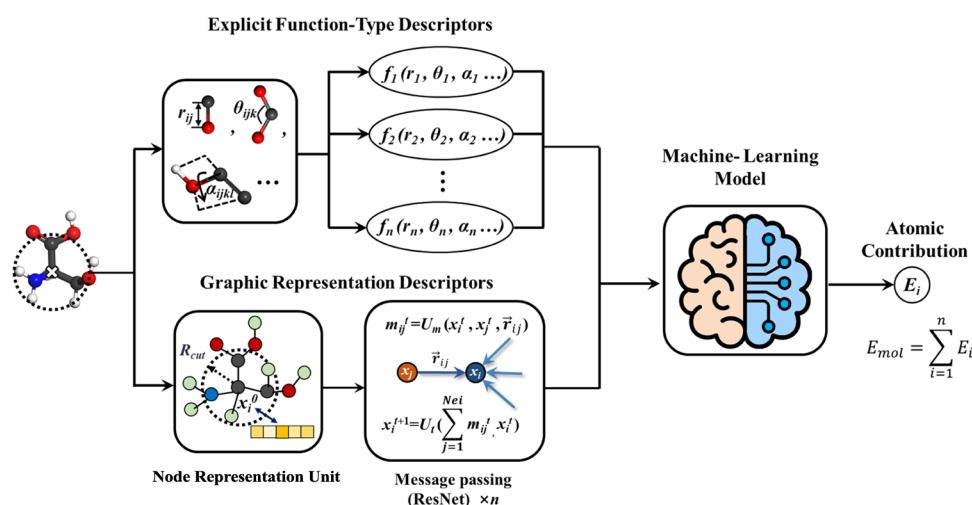 Explicit Function-Type Descriptors
r_ij , θ_ijk ,
α_ijkl ...
f_1(r_1, θ_1, α_1 ...)
f_2(r_2, θ_2, α_2 ...)
⋮
f_n(r_n, θ_n, α_n ...)
Machine- Learning
Model
Atomic
Contribution
E_i
E_mol = ∑_{i=1}^{n} E_i
Graphic Representation Descriptors
R_cut
x_i^0
Node Representation Unit
m_ij^t=U_m(x_i^t, x_j^t, r⃗_ij)
r⃗_ij
x_j x_i
x_i^{t+1}=U_t(∑_{j=1}^{Nei} m_ij^t, x_i^t)
Message passing
(ResNet) ×n